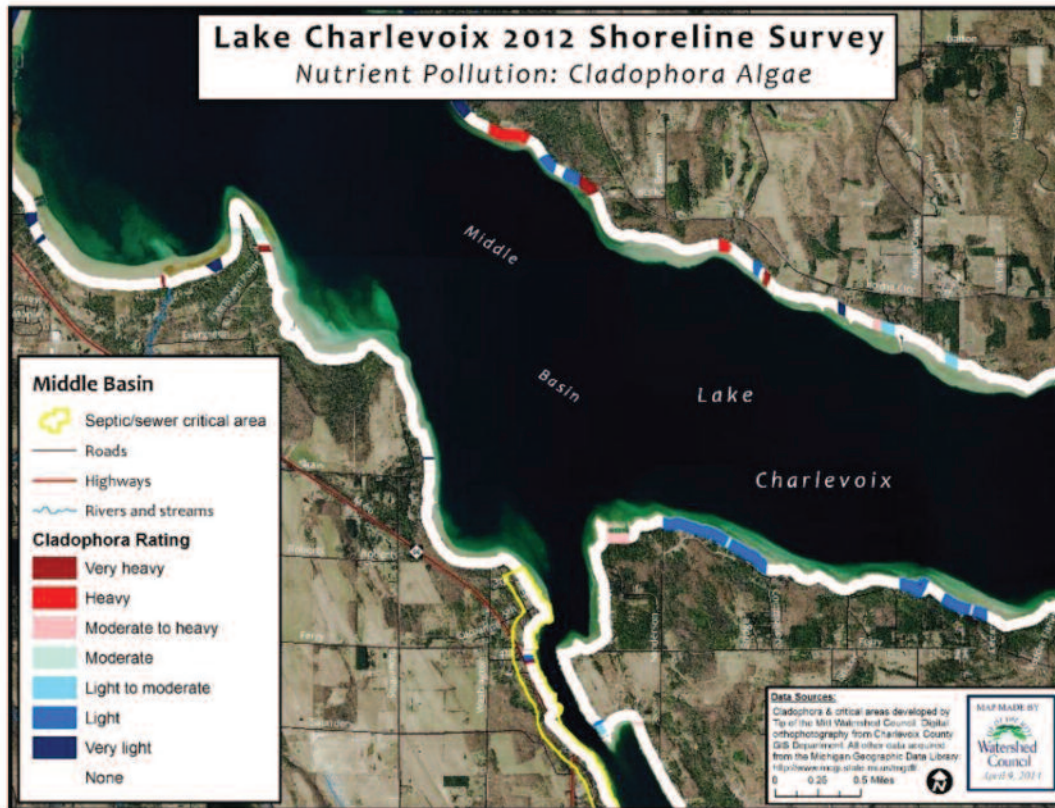 Lake Charlevoix 2012 Shoreline Survey
Nutrient Pollution: Cladophora Algae
Middle
Basin
Lake
Charlevoix
Middle Basin
Septic/sewer critical area
Roads
Highways
Rivers and streams
Cladophora Rating
Very heavy
Heavy
Moderate to heavy
Moderate
Light to moderate
Light
Very light
None
Data Sources:
Cladophora & critical areas developed by
Tip of the Mitt Watershed Council. Digital
orthophotography from Charlevoix County
GIS Department. All other data acquired
from the Michigan Geographic Data Library:
0 0.25 0.5 Miles
MAP MADE BY
Watershed
Council
April 9, 2014